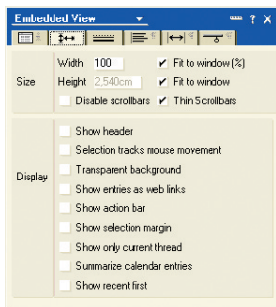 Embedded View
Width 100 Fit to window (%)
Size Height 2,540cm Fit to window
Disable scrollbars Thin Scrollbars
Show header
Selection tracks mouse movement
Transparent background
Display Show entries as web links
Show action bar
Show selection margin
Show only current thread
Summarize calendar entries
Show recent first